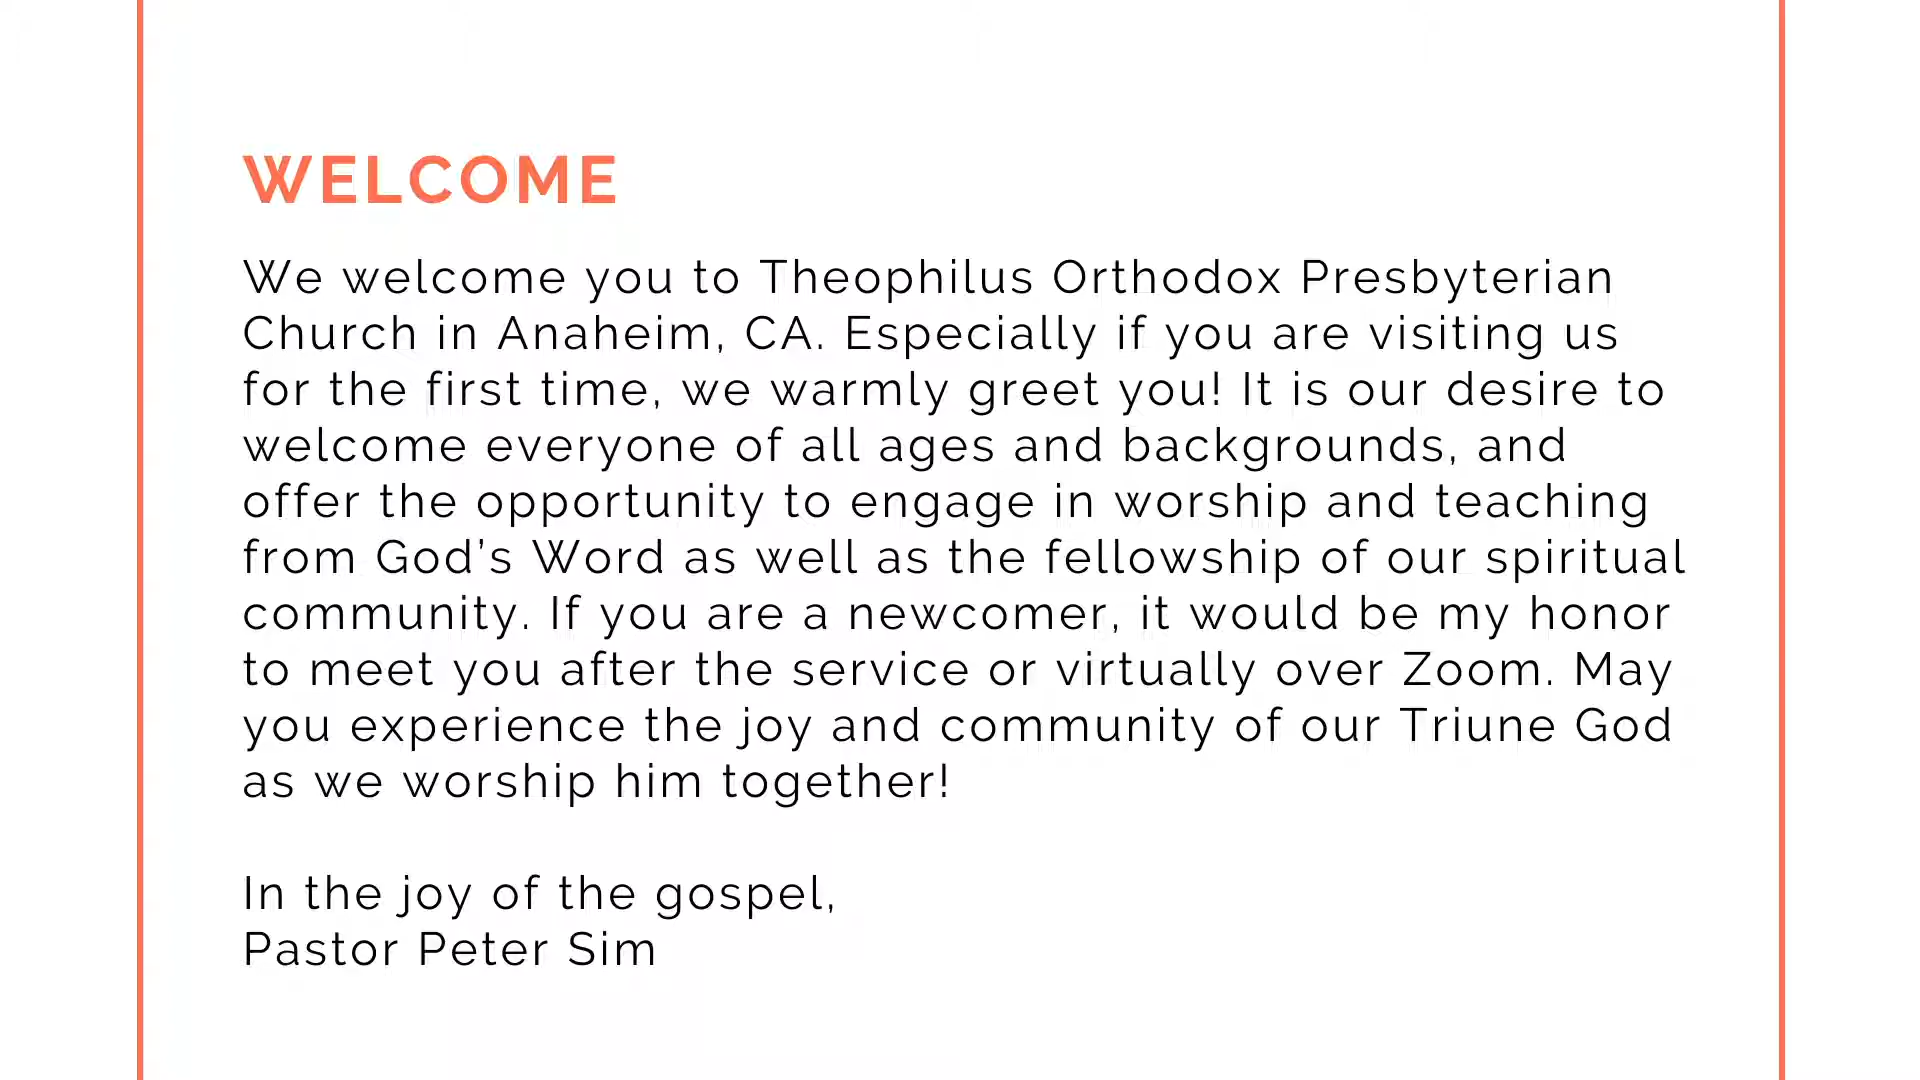 WELCOME
We welcome you to Theophilus Orthodox Presbyterian
Church in Anaheim, CA. Especially if you are visiting us
for the first time, we warmly greet you! It is our desire to
welcome everyone of all ages and backgrounds, and
offer the opportunity to engage in worship and teaching
from God’s Word as well as the fellowship of our spiritual
community. If you are a newcomer, it would be my honor
to meet you after the service or virtually over Zoom. May
you experience the joy and community of our Triune God
as we worship him together!
In the joy of the gospel,
Pastor Peter Sim